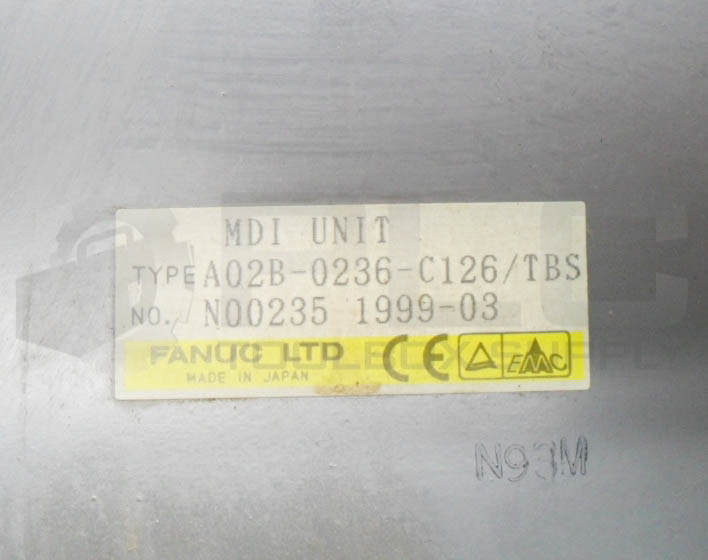 MDI UNIT
TYPE A02B-0236-C126/TBS
NO. N00235 1999-03
FANUC LTD
MADE IN JAPAN
CE
EMC
N93M